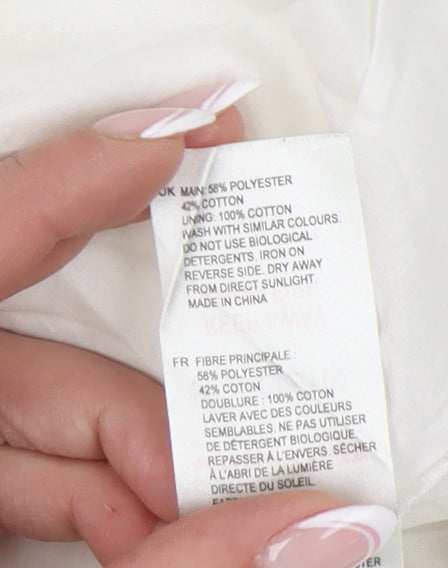 UK MAIN: 58% POLYESTER
42% COTTON
LINING: 100% COTTON
WASH WITH SIMILAR COLOURS.
DO NOT USE BIOLOGICAL
DETERGENTS. IRON ON
REVERSE SIDE. DRY AWAY
FROM DIRECT SUNLIGHT
MADE IN CHINA
KEEP AWAY
FR FIBRE PRINCIPALE :
58% POLYESTER
42% COTON
DOUBLURE : 100% COTON
LAVER AVEC DES COULEURS
SEMBLABLES. NE PAS UTILISER
DE DÉTERGENT BIOLOGIQUE.
REPASSER À L'ENVERS. SÉCHER
À L'ABRI DE LA LUMIÈRE
DIRECTE DU SOLEIL.